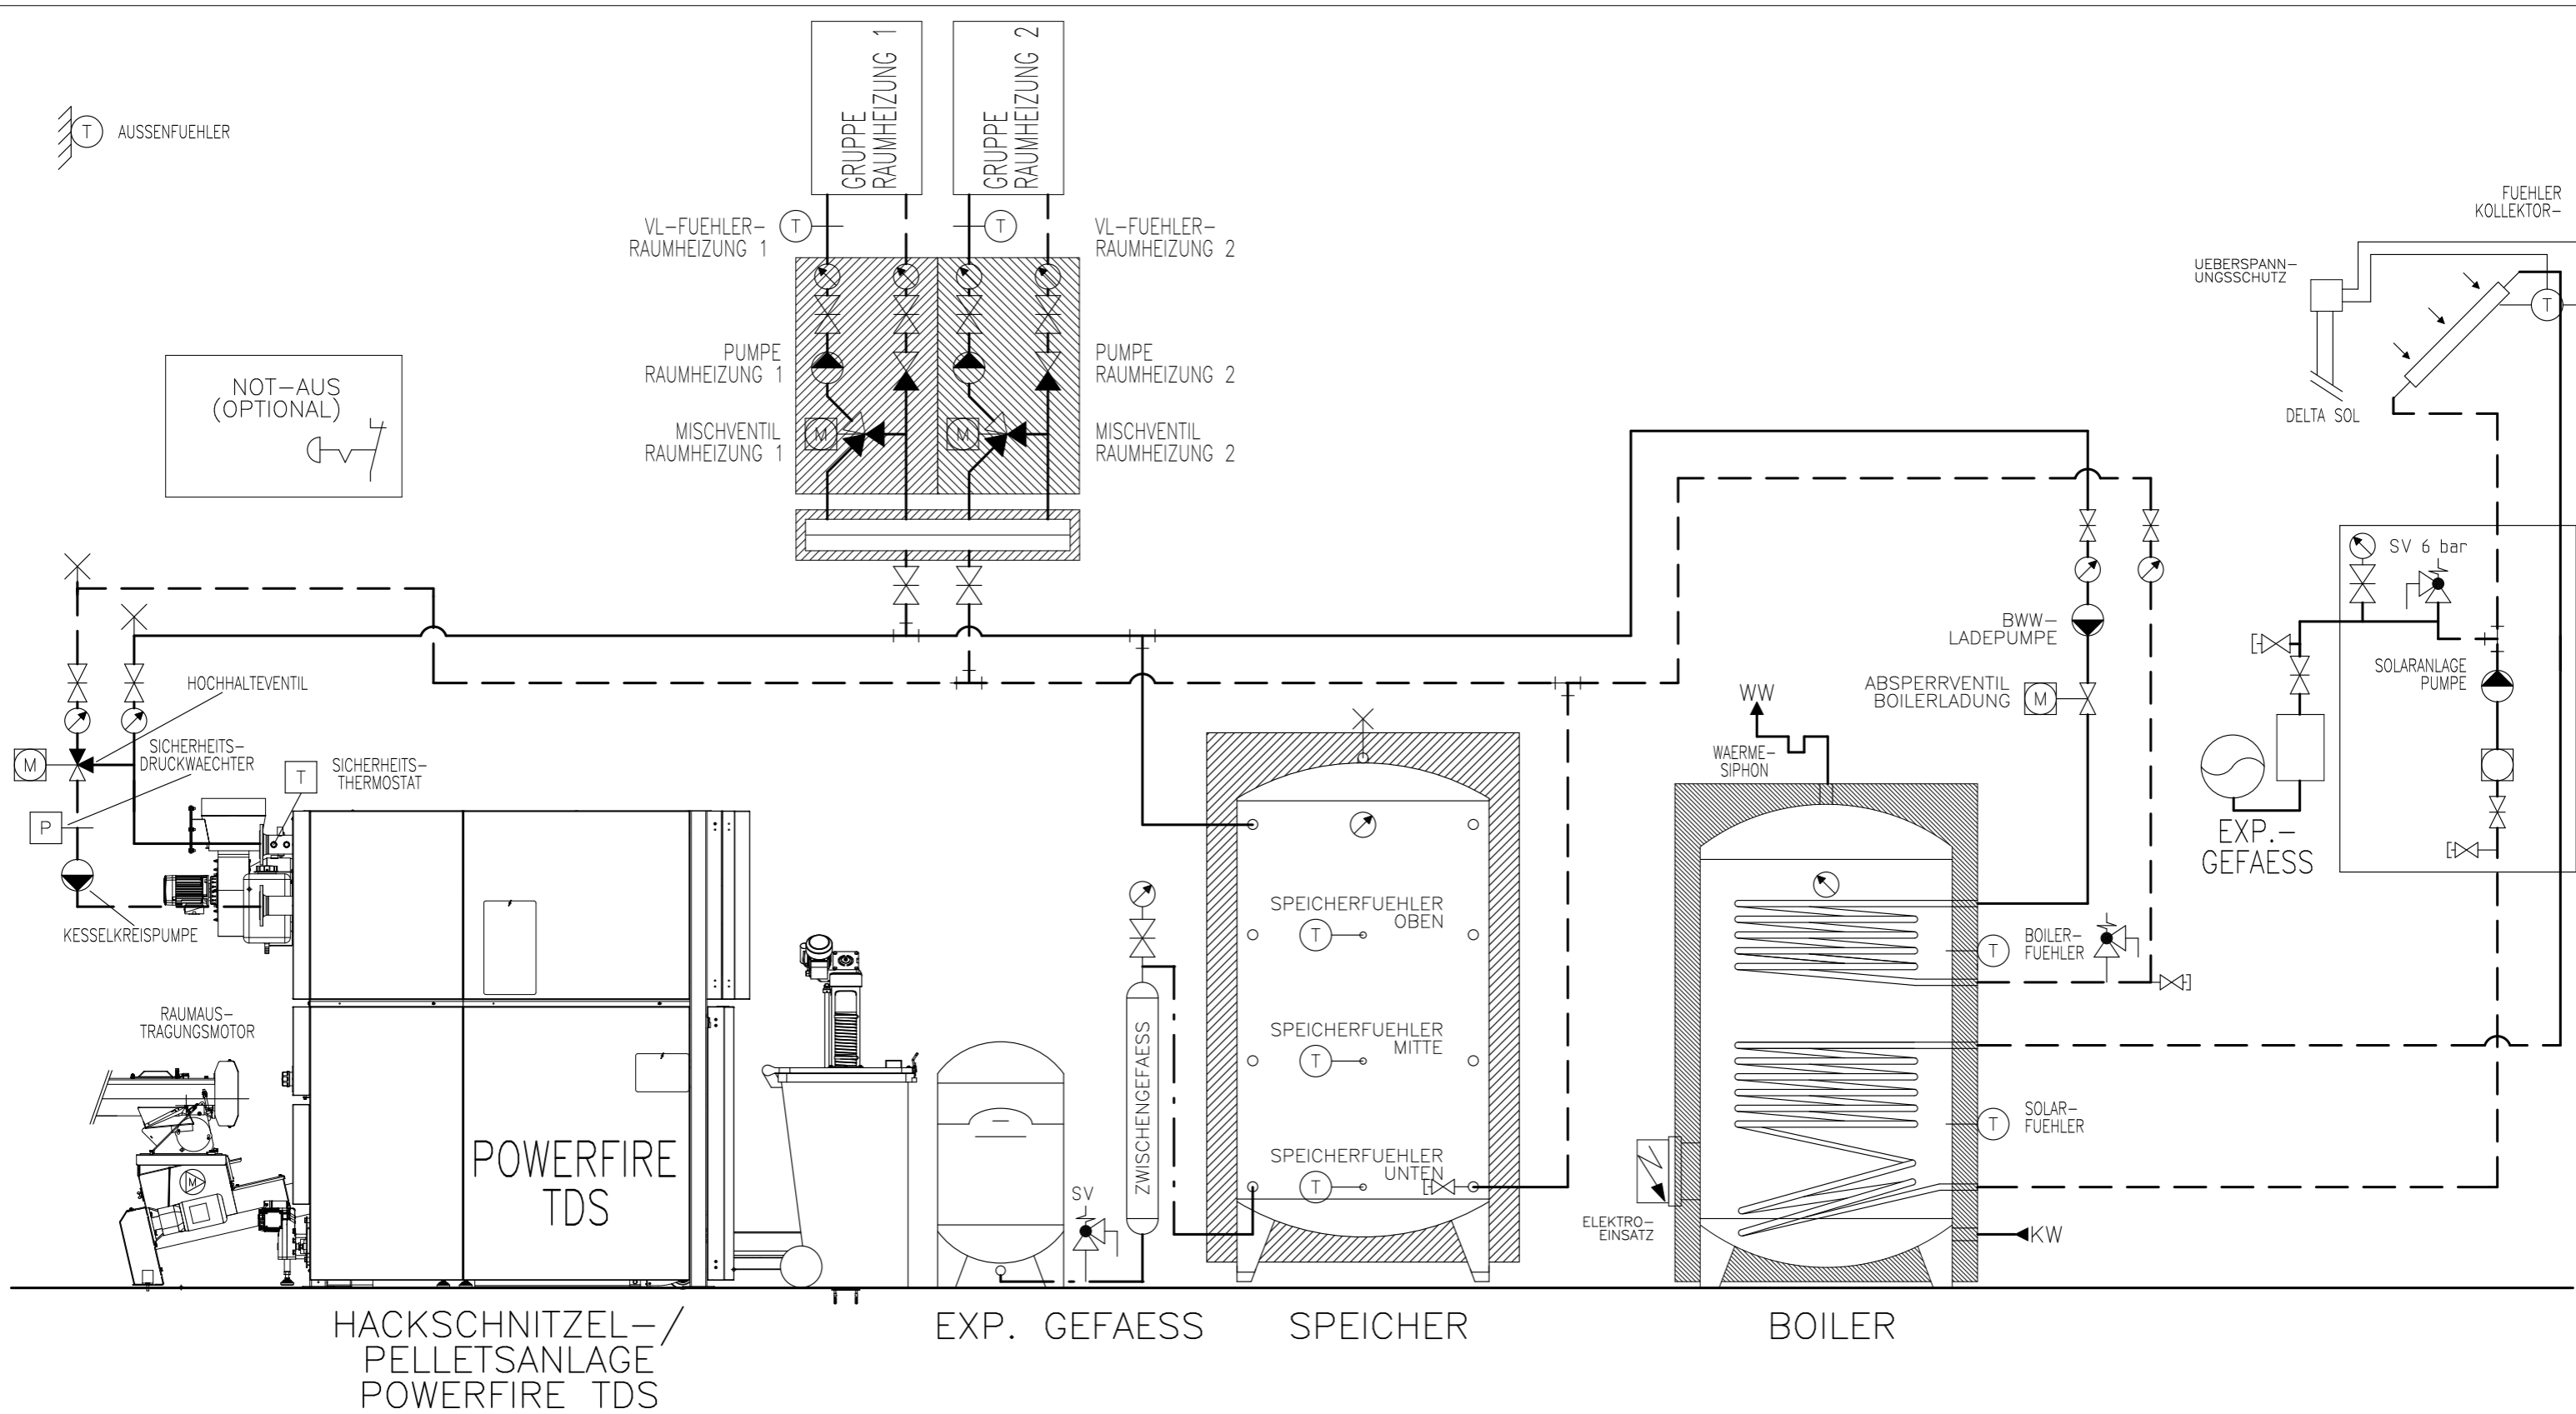 GRUPPE
RAUMHEIZUNG 1
GRUPPE
RAUMHEIZUNG 2
T
AUSSENFUEHLER
VL-FUEHLER-
RAUMHEIZUNG 1
T
T
VL-FUEHLER-
RAUMHEIZUNG 2
FUEHLER
KOLLEKTOR-
UEBERSPANN-
UNGSSCHUTZ
T
DELTA SOL
NOT-AUS
(OPTIONAL)
PUMPE
RAUMHEIZUNG 1
PUMPE
RAUMHEIZUNG 2
MISCHVENTIL
RAUMHEIZUNG 1
M
M
MISCHVENTIL
RAUMHEIZUNG 2
SV 6 bar
BWW-
LADEPUMPE
SOLARANLAGE
PUMPE
HOCHHALTEVENTIL
ABSPERRVENTIL
BOILERLADUNG
M
WW
WAERME-
SIPHON
M
SICHERHEITS-
DRUCKWAECHTER
T
SICHERHEITS-
THERMOSTAT
P
EXP.-
GEFAESS
KESSELKREISPUMPE
SPEICHERFUEHLER
OBEN
T
T
BOILER-
FUEHLER
RAUMAUS-
TRAGUNGSMOTOR
SPEICHERFUEHLER
MITTE
T
ZWISCHENGEFAESS
T
SOLAR-
FUEHLER
M
POWERFIRE
TDS
SPEICHERFUEHLER
UNTEN
T
SV
ELEKTRO-
EINSATZ
KW
HACKSCHNITZEL-/
PELLETSANLAGE
POWERFIRE TDS
EXP. GEFAESS
SPEICHER
BOILER